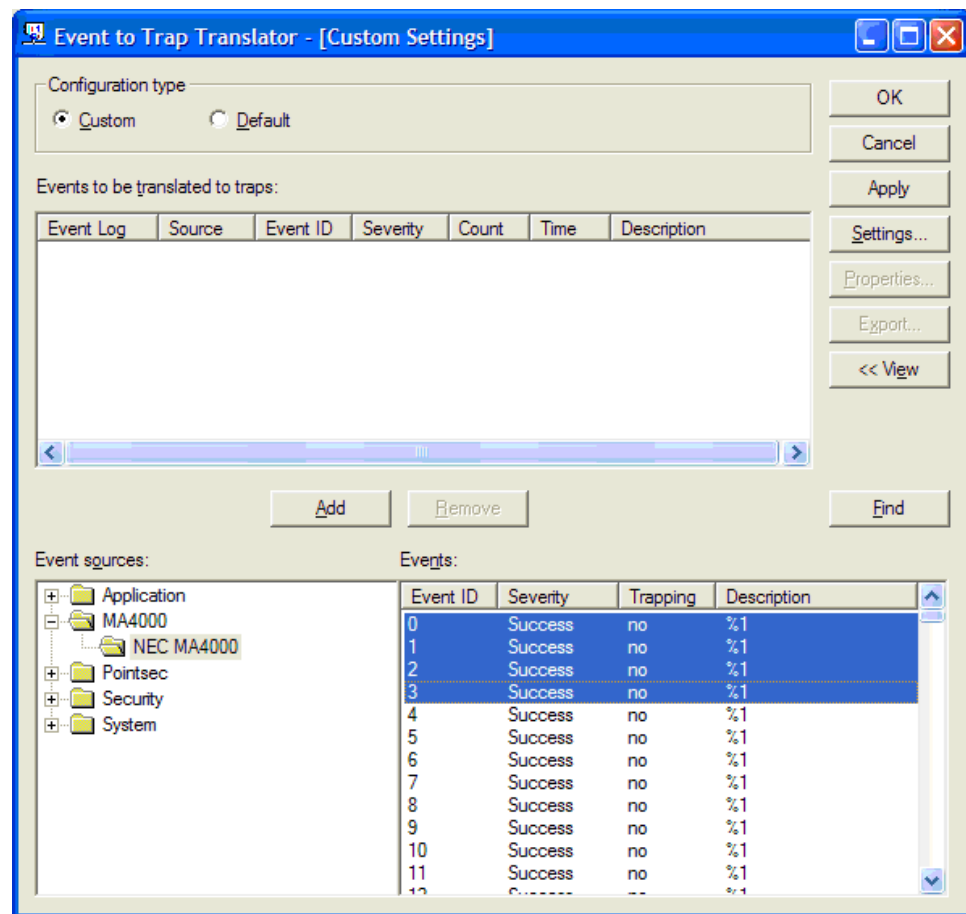 Event to Trap Translator - [Custom Settings]
Configuration type
Custom Default
OK
Cancel
Events to be translated to traps:
Apply
Event Log Source Event ID Severity Count Time Description
Settings...
Properties...
Export...
<< View
Add Remove Find
Event sources: Events:
Application
MA4000
NEC MA4000
Pointsec
Security
System
Event ID Severity Trapping Description
0 Success no %1
1 Success no %1
2 Success no %1
3 Success no %1
4 Success no %1
5 Success no %1
6 Success no %1
7 Success no %1
8 Success no %1
9 Success no %1
10 Success no %1
11 Success no %1